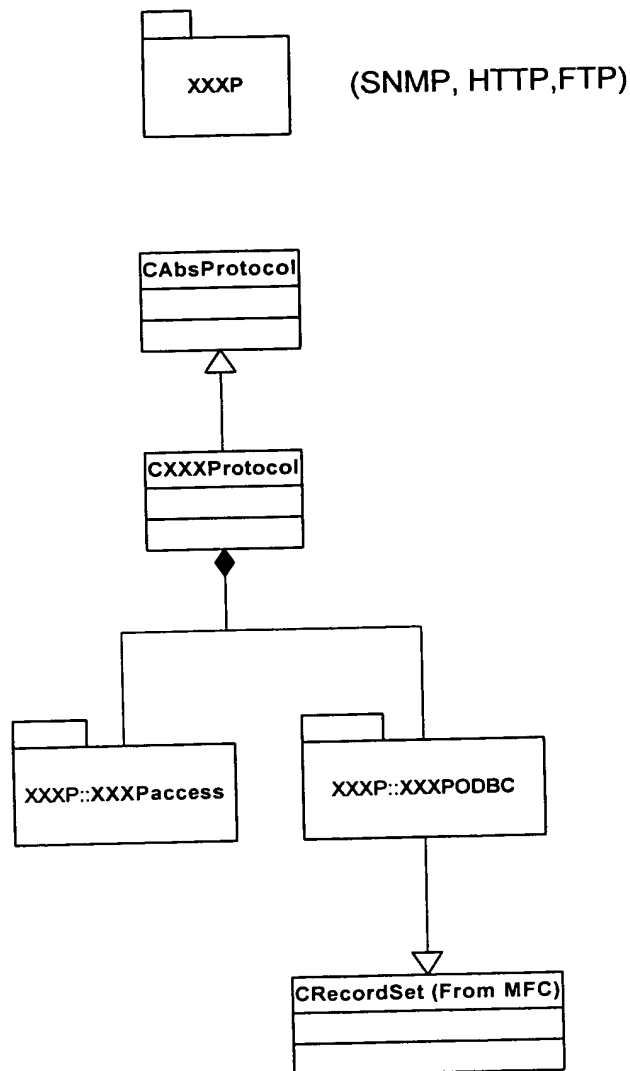 XXXP
(SNMP, HTTP,FTP)
CAbsProtocol
CXXXProtocol
XXXP::XXXPaccess
XXXP::XXXPODBC
CRecordSet (From MFC)